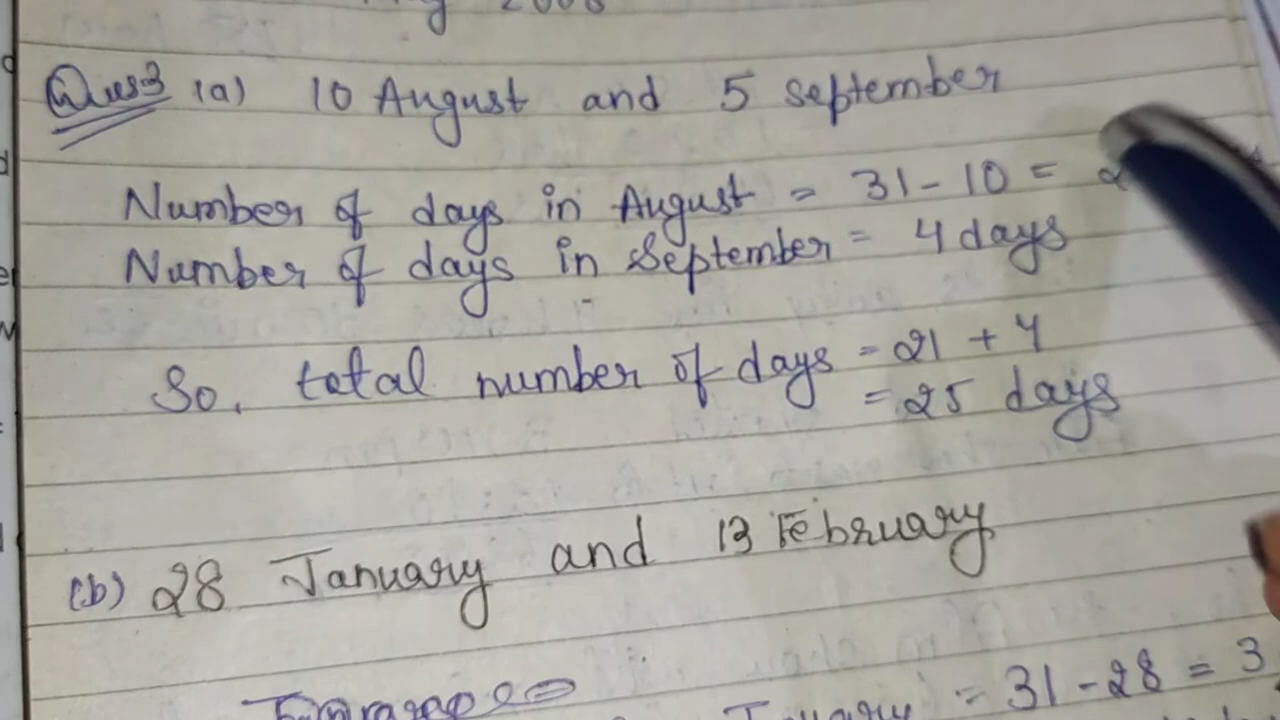 2008
Ques3 (a) 10 August and 5 september
Number of days in August = 31 - 10 =
Number of days in September = 4 days
So, total number of days = 21 + 4
= 25 days
(b) 28 January and 13 February
= 31 - 28 = 3